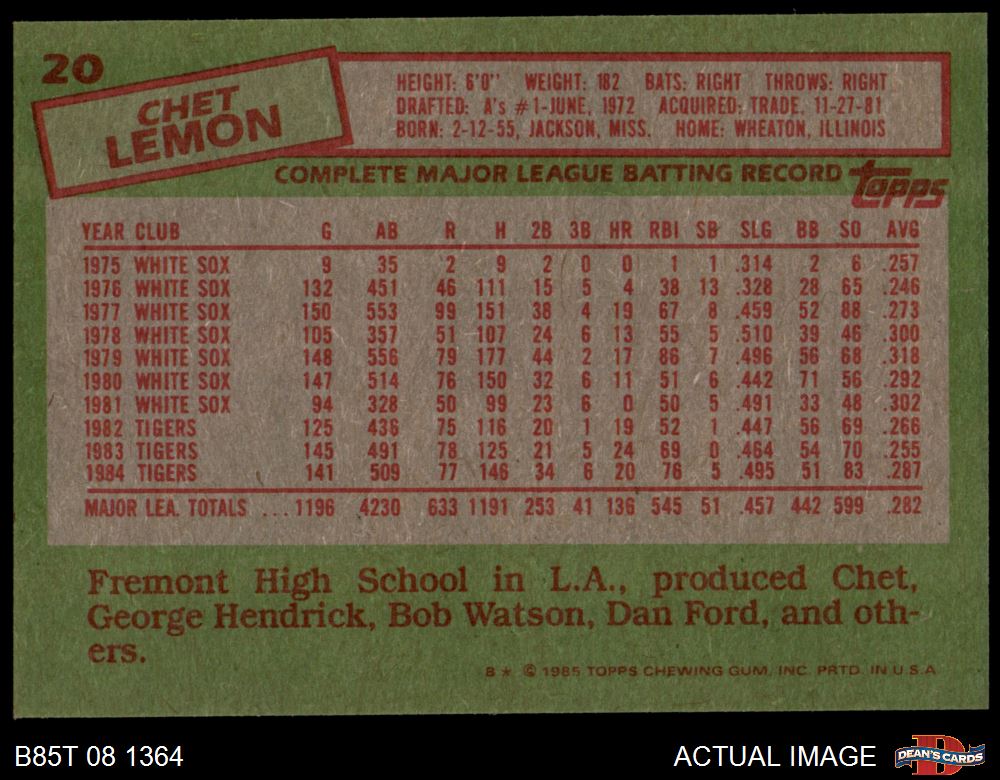 20
CHET
LEMON
HEIGHT: 6'0" WEIGHT: 182 BATS: RIGHT THROWS: RIGHT
DRAFTED: A's #1-JUNE, 1972 ACQUIRED: TRADE, 11-27-81
BORN: 2-12-55, JACKSON, MISS. HOME: WHEATON, ILLINOIS
COMPLETE MAJOR LEAGUE BATTING RECORD topps
YEAR CLUB G AB R H 2B 3B HR RBI SB SLG BB SO AVG
1975 WHITE SOX 9 35 2 9 2 0 0 1 1 .314 2 6 .257
1976 WHITE SOX 132 451 46 111 15 5 4 38 13 .328 28 65 .246
1977 WHITE SOX 150 553 99 151 38 4 19 67 8 .459 52 88 .273
1978 WHITE SOX 105 357 51 107 24 6 13 55 5 .510 39 46 .300
1979 WHITE SOX 148 556 79 177 44 2 17 86 7 .496 56 68 .318
1980 WHITE SOX 147 514 76 150 32 6 11 51 6 .442 71 56 .292
1981 WHITE SOX 94 328 50 99 23 6 0 50 5 .491 33 48 .302
1982 TIGERS 125 436 75 116 20 1 19 52 1 .447 56 69 .266
1983 TIGERS 145 491 78 125 21 5 24 69 0 .464 54 70 .255
1984 TIGERS 141 509 77 146 34 6 20 76 5 .495 51 83 .287
MAJOR LEA. TOTALS ... 1196 4230 633 1191 253 41 136 545 51 .457 442 599 .282
Fremont High School in L.A., produced Chet,
George Hendrick, Bob Watson, Dan Ford, and oth-
ers.
B * © 1985 TOPPS CHEWING GUM, INC. PRTD. IN U.S.A.
B85T 08 1364
ACTUAL IMAGE
D
DEAN'S CARDS